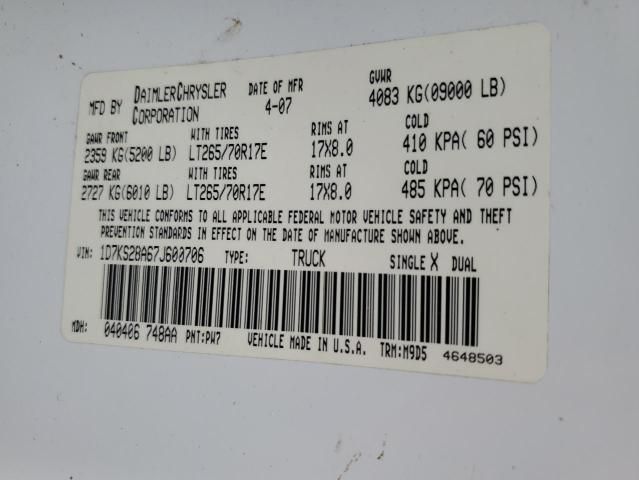 MFD BY DAIMLERCHRYSLER CORPORATION DATE OF MFR 4-07 GVWR 4083 KG(09000 LB)
GAWR FRONT WITH TIRES RIMS AT COLD
2359 KG(5200 LB) LT265/70R17E 17X8.0 410 KPA( 60 PSI)
GAWR REAR WITH TIRES RIMS AT COLD
2727 KG(6010 LB) LT265/70R17E 17X8.0 485 KPA( 70 PSI)
THIS VEHICLE CONFORMS TO ALL APPLICABLE FEDERAL MOTOR VEHICLE SAFETY AND THEFT
PREVENTION STANDARDS IN EFFECT ON THE DATE OF MANUFACTURE SHOWN ABOVE.
VIN: 1D7KS28A67J600706 TYPE: TRUCK SINGLE X DUAL
MDH: 040406 748AA PNT:PW7 VEHICLE MADE IN U.S.A. TRM:M9D5 4648503